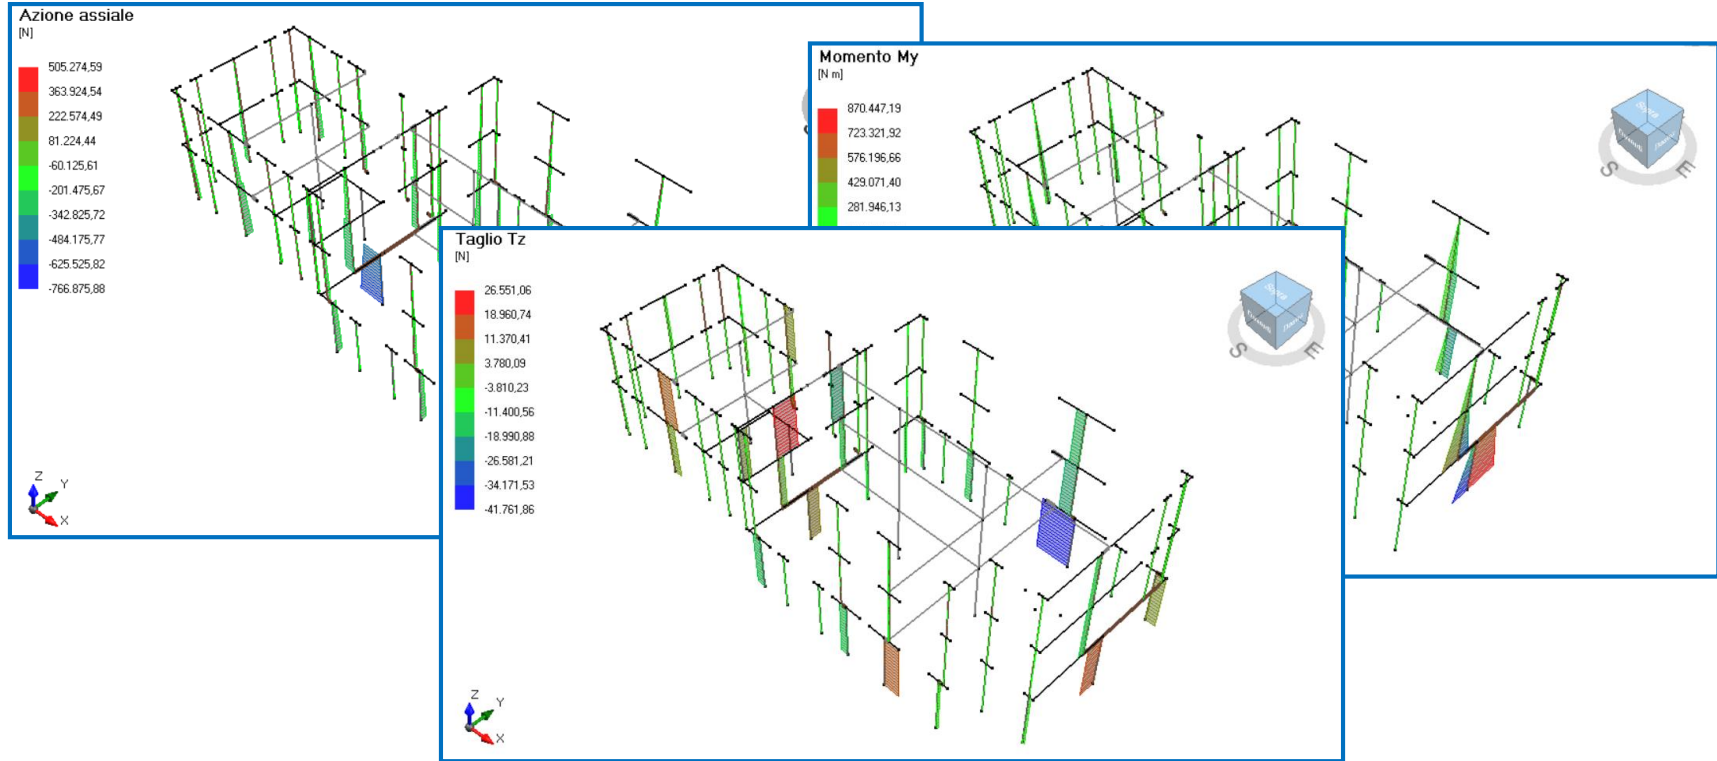 Azione assiale
[N]
505.274,59
363.924,54
222.574,49
81.224,44
-60.125,61
-201.475,67
-342.825,72
-484.175,77
-625.525,82
-766.875,88
Z
Y
X
Momento My
[N m]
870.447,19
723.321,92
576.196,66
429.071,40
281.946,13
Sopra
S
E
Taglio Tz
[N]
26.551,06
18.960,74
11.370,41
3.780,09
-3.810,23
-11.400,56
-18.990,88
-26.581,21
-34.171,53
-41.761,86
Sopra
S
E
Z
Y
X